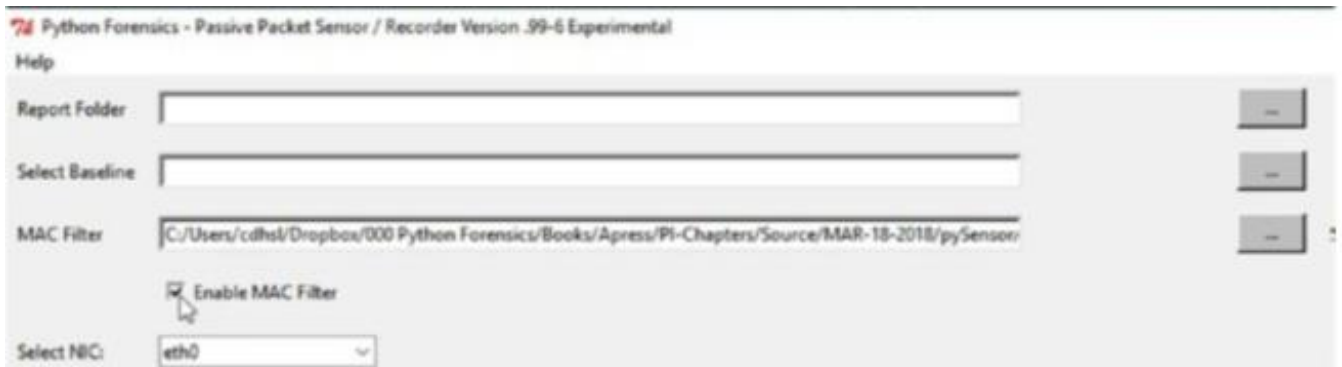 Python Forensics - Passive Packet Sensor / Recorder Version .99-6 Experimental
Help
Report Folder
...
Select Baseline
...
MAC Filter C:/Users/cdhsl/Dropbox/000 Python Forensics/Books/Apress/PI-Chapters/Source/MAR-18-2018/pySensor/
...
Enable MAC Filter
Select NIC: eth0